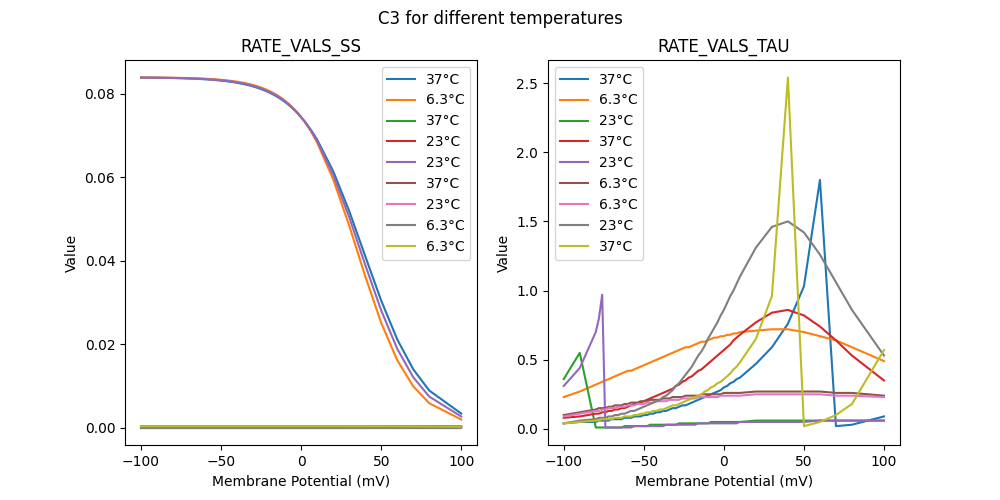 C3 for different temperatures
RATE_VALS_SS
Value
0.08
0.06
0.04
0.02
0.00
−100
−50
0
50
100
Membrane Potential (mV)
37°C
6.3°C
37°C
23°C
23°C
37°C
23°C
6.3°C
6.3°C
RATE_VALS_TAU
Value
2.5
2.0
1.5
1.0
0.5
0.0
−100
−50
0
50
100
Membrane Potential (mV)
37°C
6.3°C
23°C
37°C
23°C
6.3°C
6.3°C
23°C
37°C